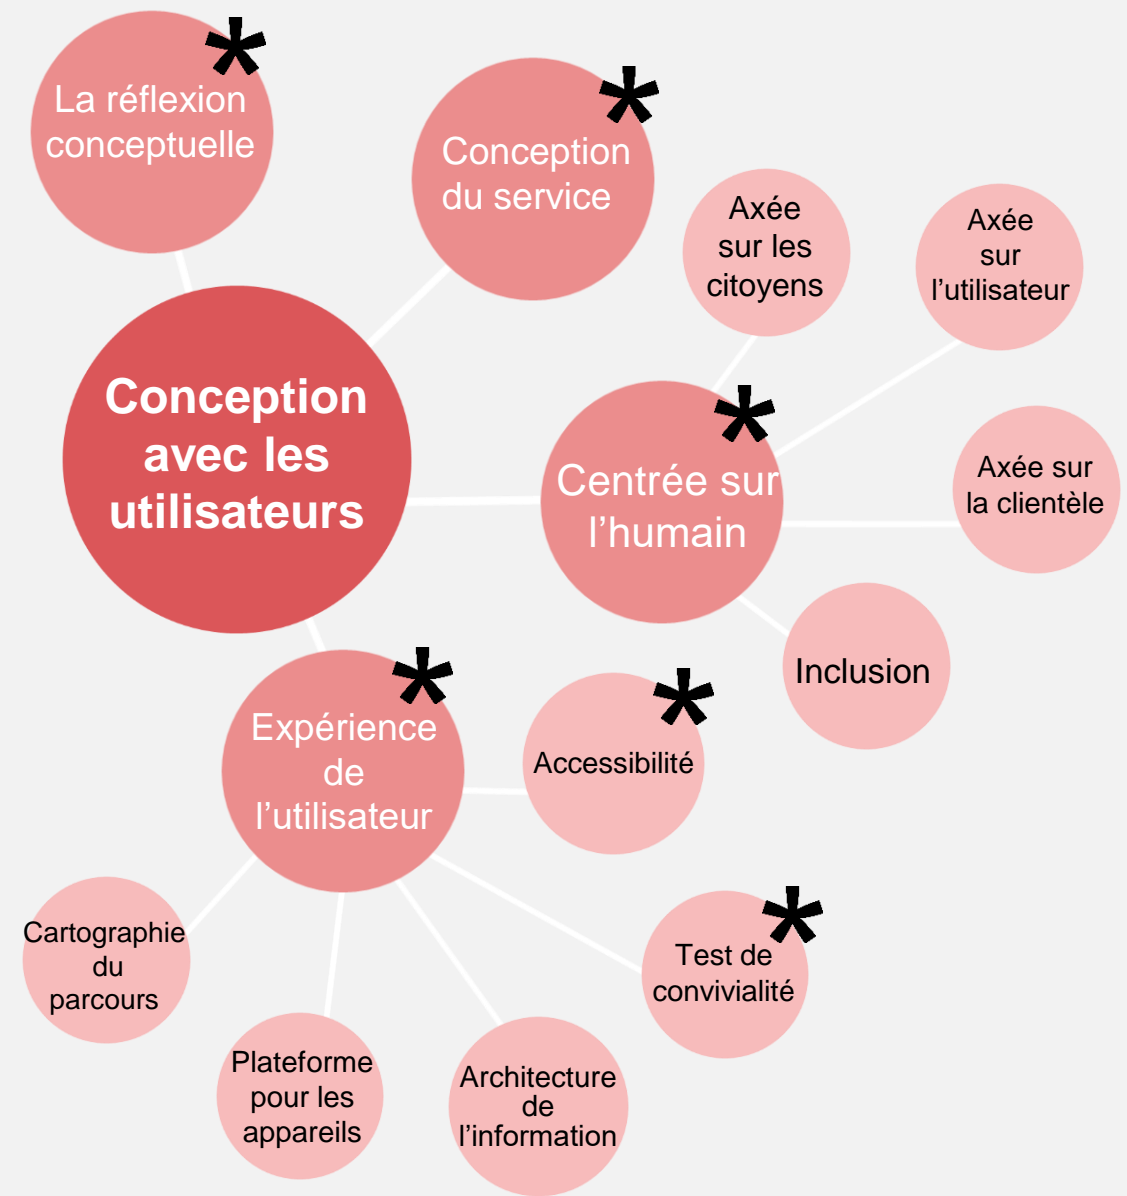 La réflexion
conceptuelle
*
Conception
du service
*
Axée
sur les
citoyens
Axée
sur
l’utilisateur
Conception
avec les
utilisateurs
Centrée sur
l’humain
*
Axée sur
la clientèle
Inclusion
Expérience
de
l’utilisateur
*
Accessibilité
*
Cartographie
du
parcours
Test de
convivialité
*
Plateforme
pour les
appareils
Architecture
de
l’information